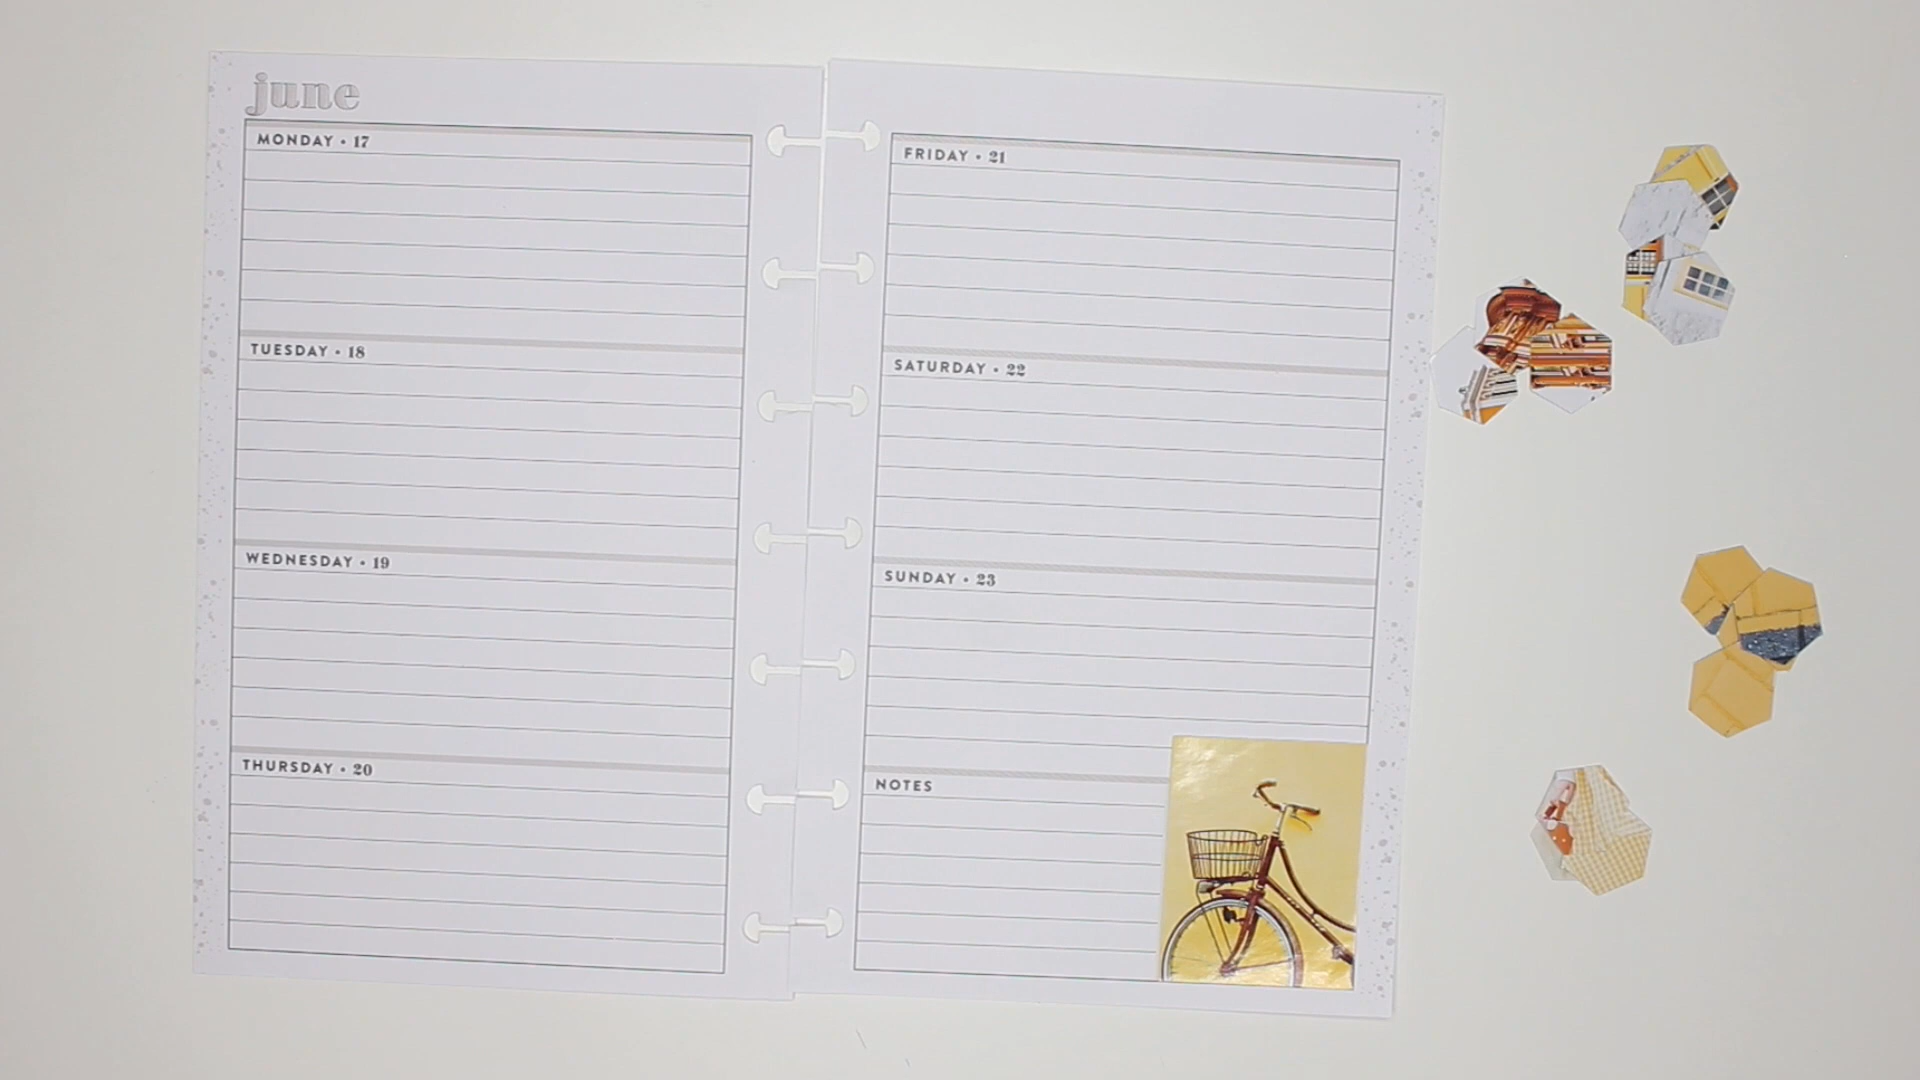 june
MONDAY • 17
TUESDAY • 18
WEDNESDAY • 19
THURSDAY • 20
FRIDAY • 21
SATURDAY • 22
SUNDAY • 23
NOTES